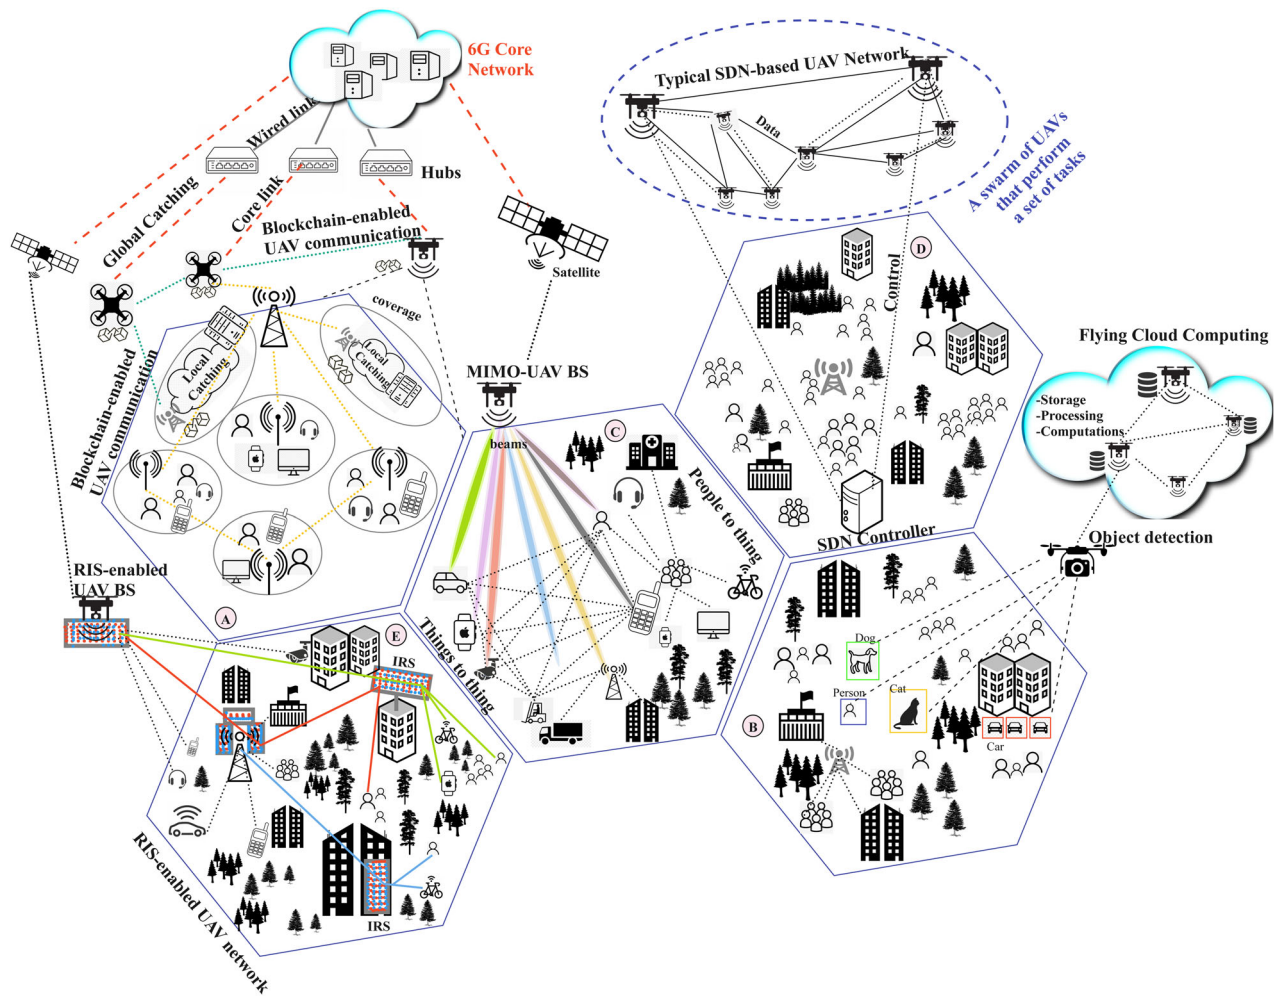 6G Core
Network
Wired link
Hubs
Global Catching
Core link
Blockchain-enabled
UAV communication
Satellite
Typical SDN-based UAV Network
Data
A swarm of UAVs
that perform
a set of tasks
D
Control
SDN Controller
Flying Cloud Computing
-Storage
-Processing
-Computations
Object detection
coverage
Local
Catching
Local
Catching
Blockchain-enabled
UAV communication
MIMO-UAV BS
beams
C
People to thing
Things to thing
RIS-enabled
UAV BS
A
E
IRS
IRS
RIS-enabled UAV network
B
Dog
Person
Cat
Car